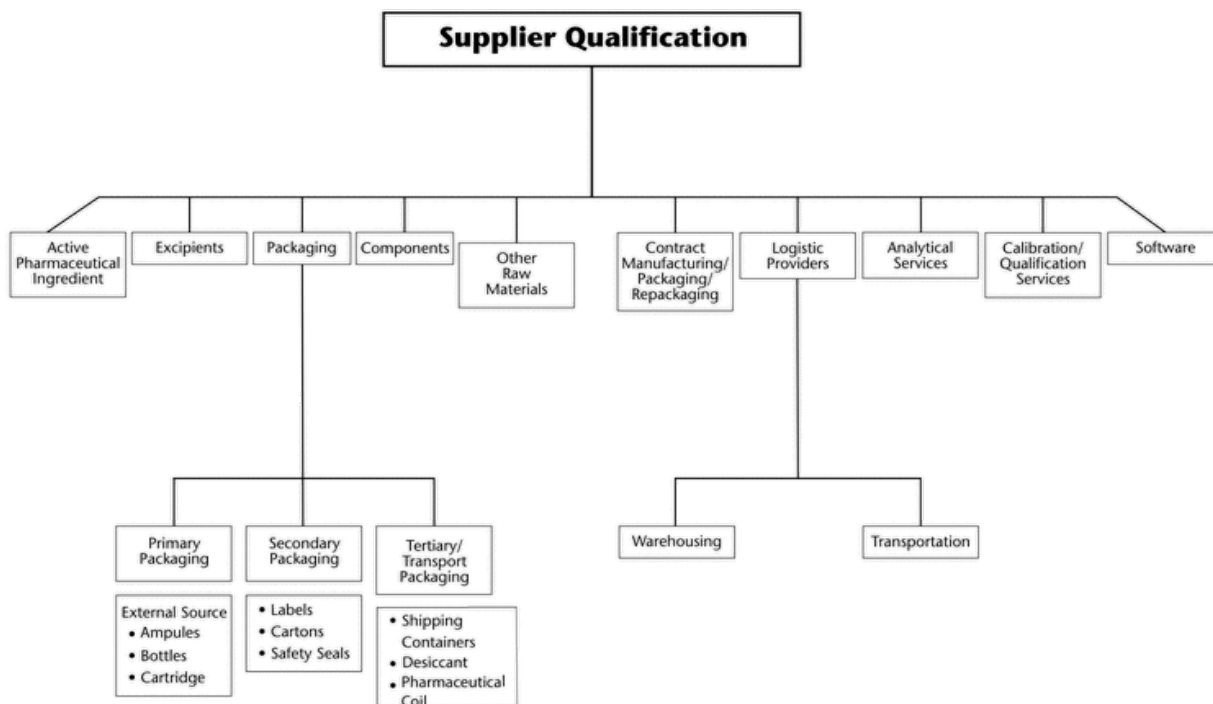 Supplier Qualification
Active
Pharmaceutical
Ingredient
Excipients
Packaging
Components
Other
Raw
Materials
Contract
Manufacturing/
Packaging/
Repackaging
Logistic
Providers
Analytical
Services
Calibration/
Qualification
Services
Software
Primary
Packaging
Secondary
Packaging
Tertiary/
Transport
Packaging
Warehousing
Transportation
External Source
• Ampules
• Bottles
• Cartridge
• Labels
• Cartons
• Safety Seals
• Shipping
Containers
• Desiccant
• Pharmaceutical
Coil